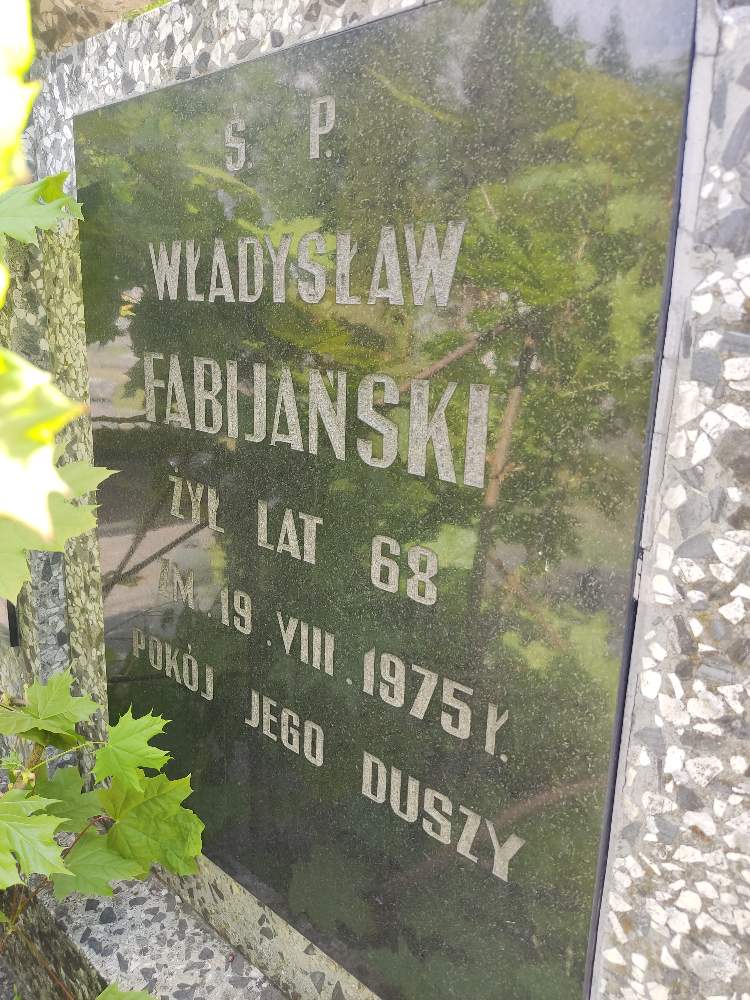 Ś. P.
WŁADYSŁAW
FABIJAŃSKI
ŻYŁ LAT 68
ZM. 19.VIII.1975 R.
POKÓJ JEGO DUSZY